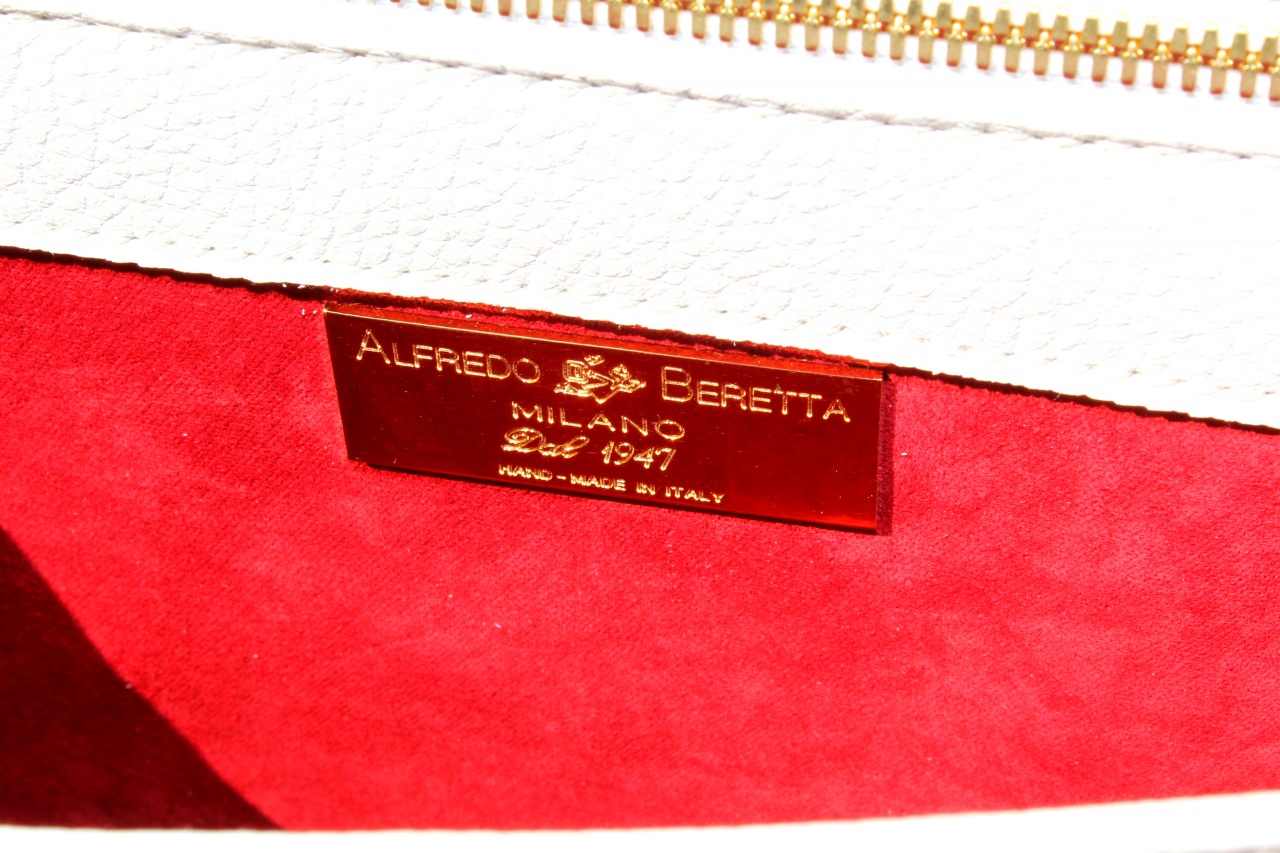 ALFREDO BERETTA
MILANO
Dal 1947
HAND-MADE IN ITALY